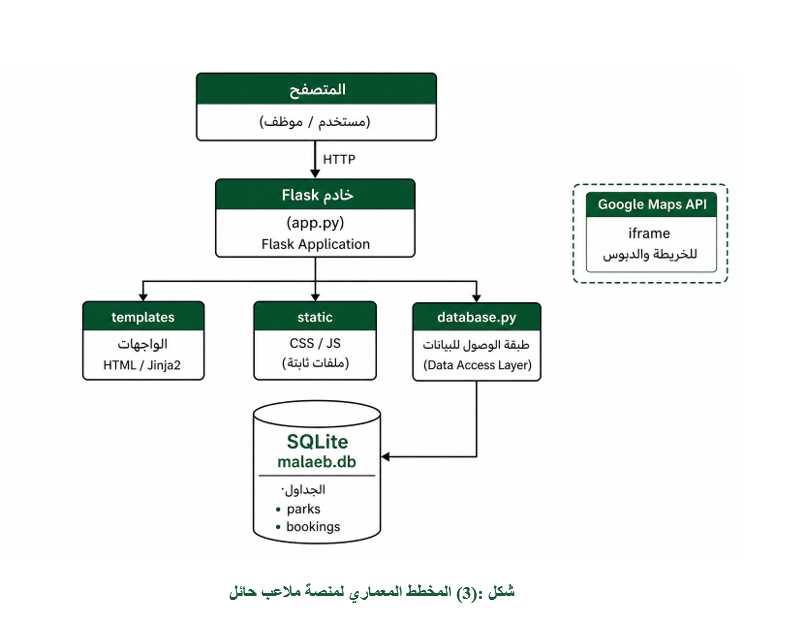 المتصفح
(مستخدم / موظف)
HTTP
خادم Flask
(app.py)
Flask Application
Google Maps API
iframe
للخريطة والدبوس
templates
الواجهات
HTML / Jinja2
static
CSS / JS
(ملفات ثابتة)
database.py
طبقة الوصول للبيانات
(Data Access Layer)
SQLite
malaeb.db
الجداول·
• parks
• bookings
شكل :(3) المخطط المعماري لمنصة ملاعب حائل